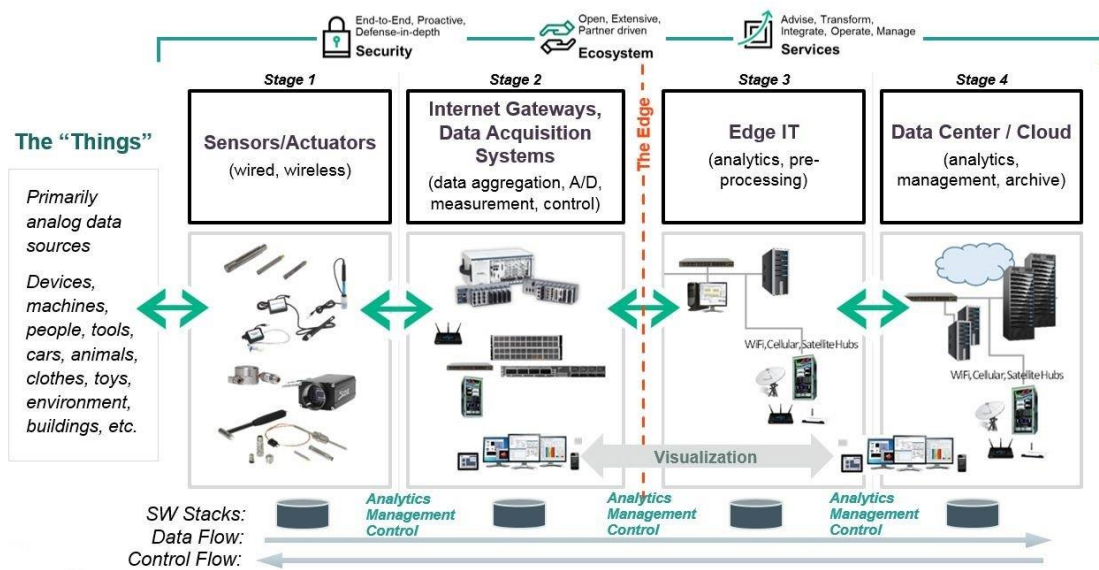 End-to-End, Proactive,
Defense-in-depth
Security
Open, Extensive,
Partner driven
Ecosystem
Advise, Transform,
Integrate, Operate, Manage
Services
Stage 1
Stage 2
Stage 3
Stage 4
The “Things”
Primarily
analog data
sources
Devices,
machines,
people, tools,
cars, animals,
clothes, toys,
environment,
buildings, etc.
Sensors/Actuators
(wired, wireless)
Internet Gateways,
Data Acquisition
Systems
(data aggregation, A/D,
measurement, control)
The Edge
Edge IT
(analytics, pre-
processing)
Data Center / Cloud
(analytics,
management, archive)
WiFi, Cellular, Satellite Hubs
WiFi, Cellular, Satellite Hubs
Visualization
Analytics
Management
Control
Analytics
Management
Control
Analytics
Management
Control
SW Stacks:
Data Flow:
Control Flow: